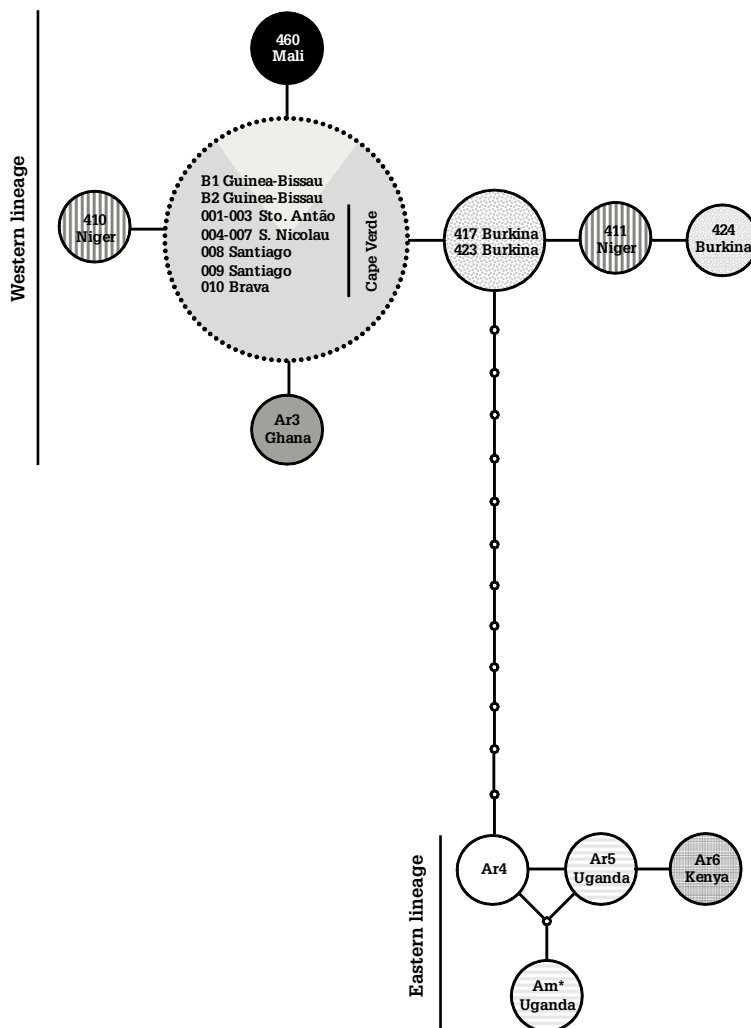 Western lineage
460
Mali
410
Niger
B1 Guinea-Bissau
B2 Guinea-Bissau
001-003 Sto. Antão
004-007 S. Nicolau
008 Santiago
009 Santiago
010 Brava
Cape Verde
417 Burkina
423 Burkina
411
Niger
424
Burkina
Ar3
Ghana
Eastern lineage
Ar4
Ar5
Uganda
Ar6
Kenya
Am*
Uganda